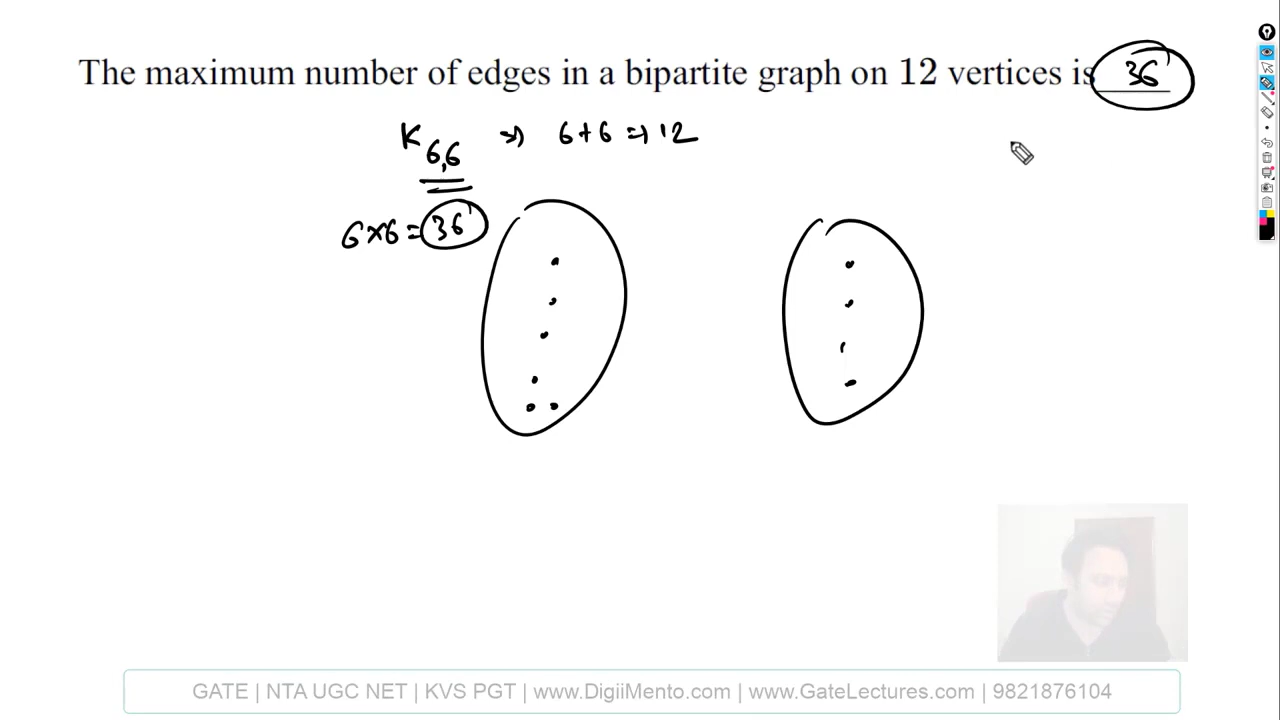 The maximum number of edges in a bipartite graph on 12 vertices is 36
K6,6 => 6+6 => 12
6×6 = 36
GATE | NTA UGC NET | KVS PGT | www.DigiiMento.com | www.GateLectures.com | 9821876104